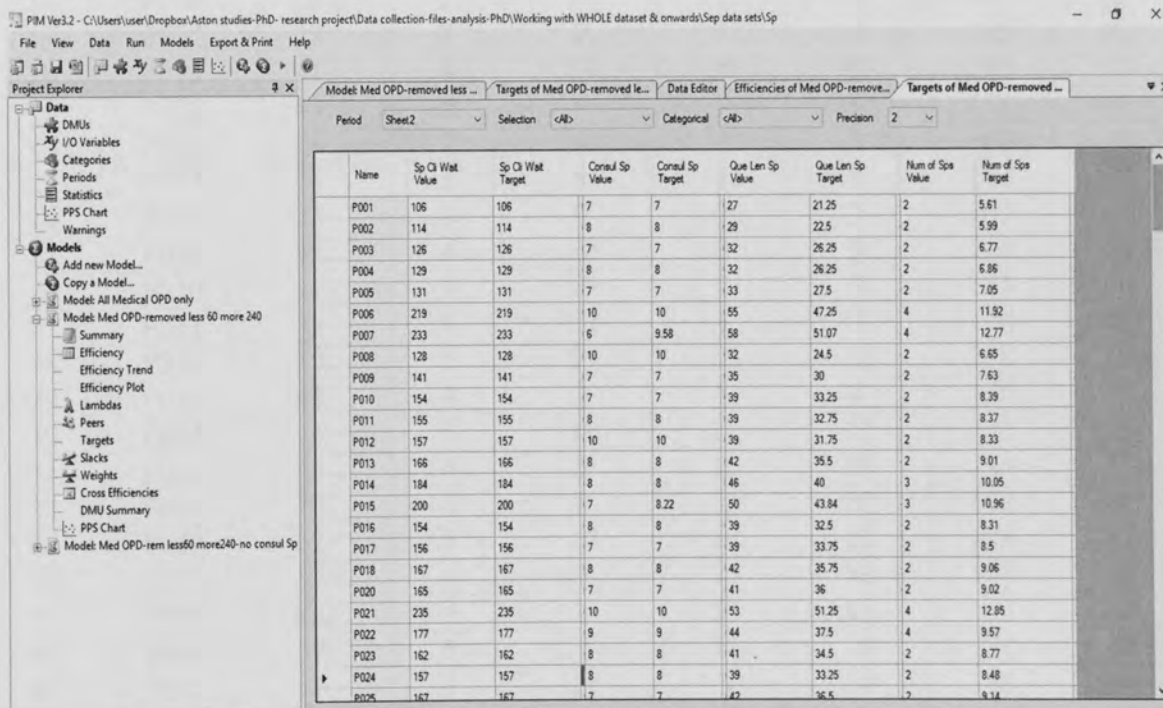 PIM Ver3.2 - C:\Users\user\Dropbox\Aston studies-PhD- research project\Data collection-files-analysis-PhD\Working with WHOLE dataset & onwards\Sep data sets\Sp
File View Data Run Models Export & Print Help
Project Explorer
Data
DMUs
I/O Variables
Categories
Periods
Statistics
PPS Chart
Warnings
Models
Add new Model...
Copy a Model...
Model: All Medical OPD only
Model: Med OPD-removed less 60 more 240
Summary
Efficiency
Efficiency Trend
Efficiency Plot
Lambdas
Peers
Targets
Slacks
Weights
Cross Efficiencies
DMU Summary
PPS Chart
Model: Med OPD-rem less60 more240-no consul Sp
Model: Med OPD-removed less ... Targets of Med OPD-removed le... Data Editor Efficiencies of Med OPD-remove... Targets of Med OPD-removed ...
Period Sheet2 Selection <All> Categorical <All> Precision 2
Name Sp Cli Wait Value Sp Cli Wait Target Consul Sp Value Consul Sp Target Que Len Sp Value Que Len Sp Target Num of Sps Value Num of Sps Target
P001 106 106 7 7 27 21.25 2 5.61
P002 114 114 8 8 29 22.5 2 5.99
P003 126 126 7 7 32 26.25 2 6.77
P004 129 129 8 8 32 26.25 2 6.86
P005 131 131 7 7 33 27.5 2 7.05
P006 219 219 10 10 55 47.25 4 11.92
P007 233 233 6 9.58 58 51.07 4 12.77
P008 128 128 10 10 32 24.5 2 6.65
P009 141 141 7 7 35 30 2 7.63
P010 154 154 7 7 39 33.25 2 8.39
P011 155 155 8 8 39 32.75 2 8.37
P012 157 157 10 10 39 31.75 2 8.33
P013 166 166 8 8 42 35.5 2 9.01
P014 184 184 8 8 46 40 3 10.05
P015 200 200 7 8.22 50 43.84 3 10.96
P016 154 154 8 8 39 32.5 2 8.31
P017 156 156 7 7 39 33.75 2 8.5
P018 167 167 8 8 42 35.75 2 9.06
P020 165 165 7 7 41 36 2 9.02
P021 235 235 10 10 53 51.25 4 12.85
P022 177 177 9 9 44 37.5 4 9.57
P023 162 162 8 8 41 34.5 2 8.77
P024 157 157 8 8 39 33.25 2 8.48
P025 167 167 7 7 42 36.5 2 9.14